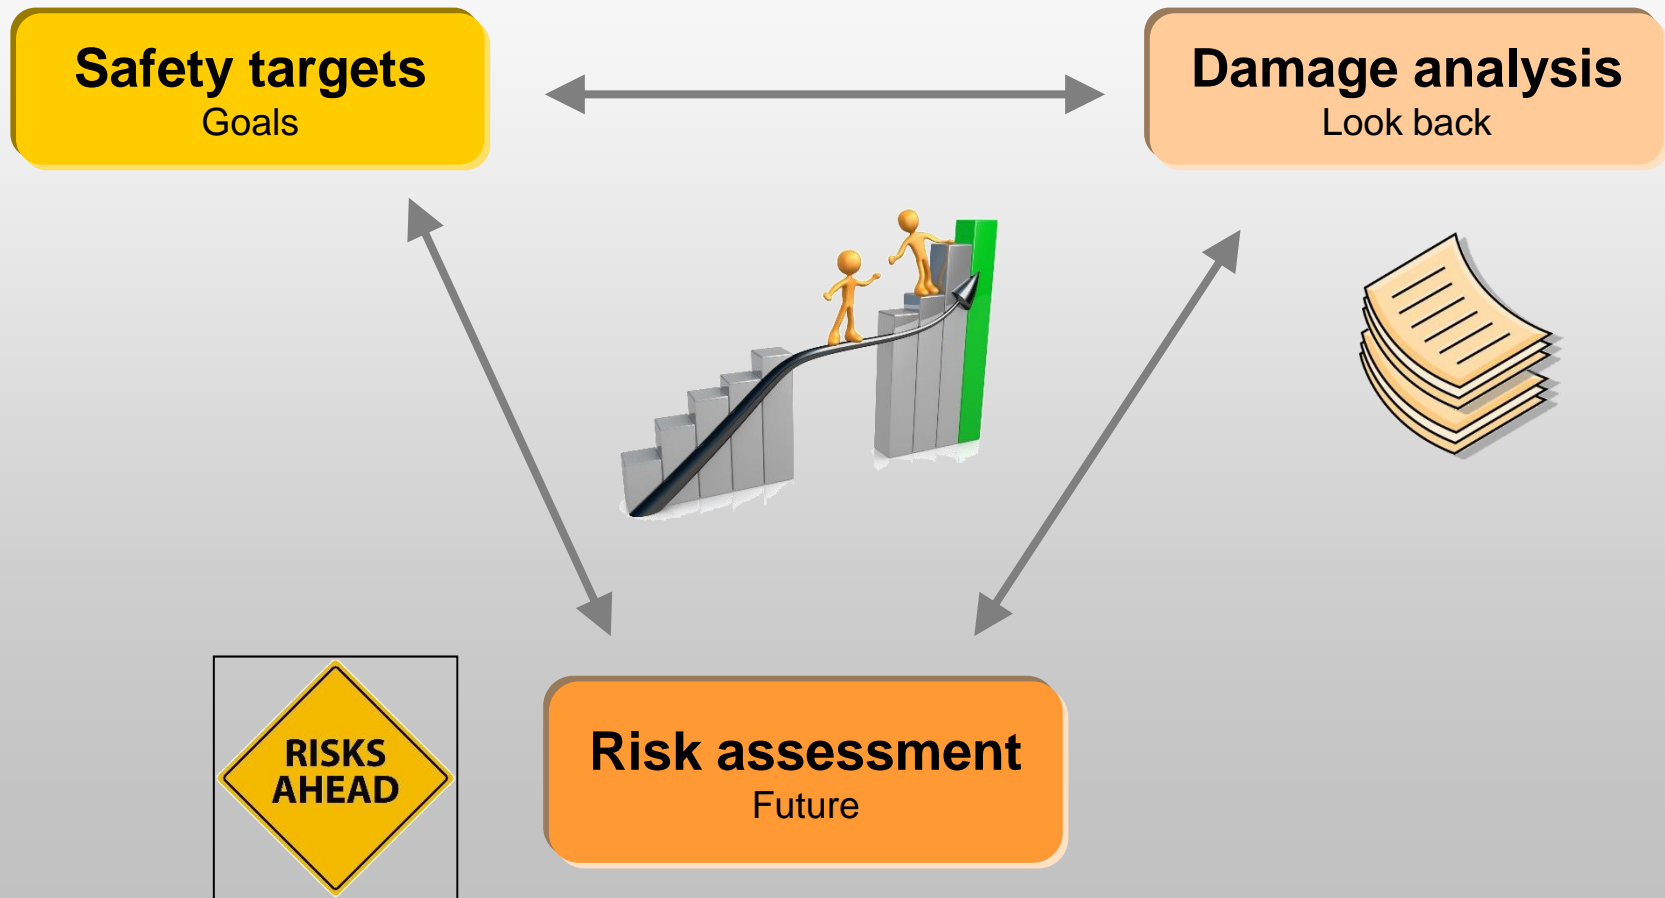 Safety targets
Goals
Damage analysis
Look back
RISKS
AHEAD
Risk assessment
Future